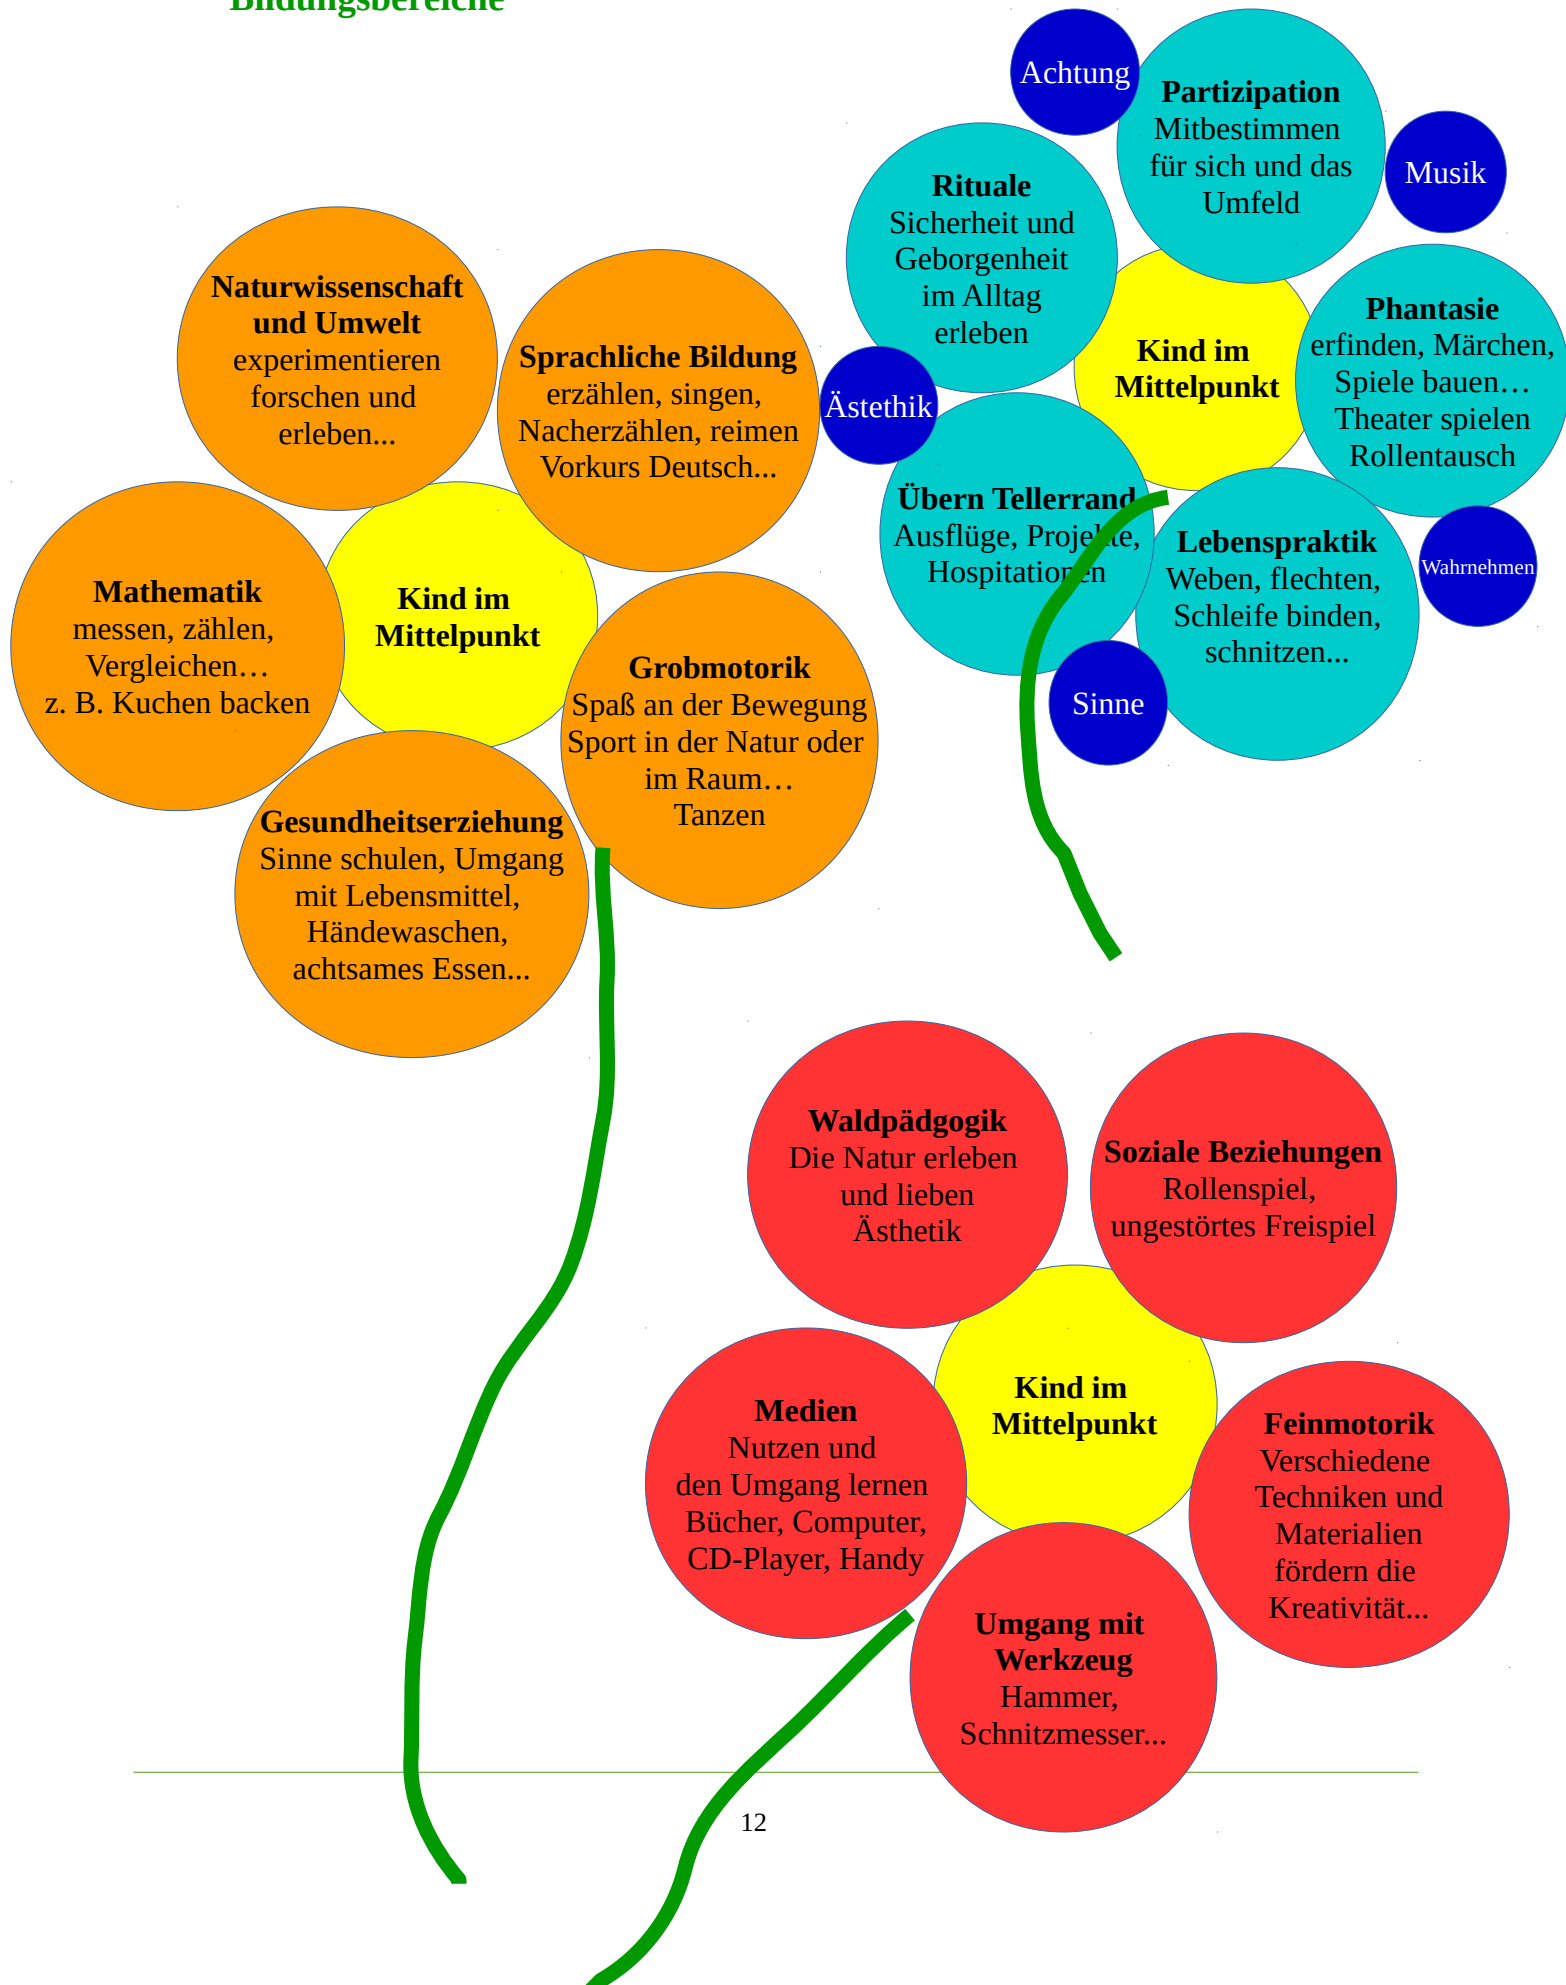 Bildungsbereiche
Achtung
Partizipation
Mitbestimmen
für sich und das
Umfeld
Musik
Rituale
Sicherheit und
Geborgenheit
im Alltag
erleben
Phantasie
erfinden, Märchen,
Spiele bauen…
Theater spielen
Rollentausch
Kind im
Mittelpunkt
Ästethik
Übern Tellerrand
Ausflüge, Projekte,
Hospitationen
Lebenspraktik
Weben, flechten,
Schleife binden,
schnitzen...
Wahrnehmen
Sinne
Naturwissenschaft
und Umwelt
experimentieren
forschen und
erleben...
Sprachliche Bildung
erzählen, singen,
Nacherzählen, reimen
Vorkurs Deutsch...
Mathematik
messen, zählen,
Vergleichen…
z. B. Kuchen backen
Kind im
Mittelpunkt
Grobmotorik
Spaß an der Bewegung
Sport in der Natur oder
im Raum…
Tanzen
Gesundheitserziehung
Sinne schulen, Umgang
mit Lebensmittel,
Händewaschen,
achtsames Essen...
Waldpädgogik
Die Natur erleben
und lieben
Ästhetik
Soziale Beziehungen
Rollenspiel,
ungestörtes Freispiel
Kind im
Mittelpunkt
Medien
Nutzen und
den Umgang lernen
Bücher, Computer,
CD-Player, Handy
Feinmotorik
Verschiedene
Techniken und
Materialien
fördern die
Kreativität...
Umgang mit
Werkzeug
Hammer,
Schnitzmesser...
12